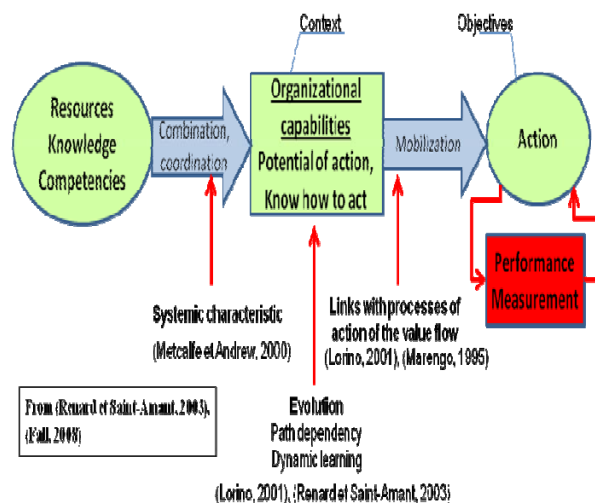 Context
Objectives
Resources
Knowledge
Competencies
Combination,
coordination
Organizational
capabilities
Potential of action,
Know how to act
Mobilization
Action
Performance
Measurement
Systemic characteristic
(Metcalfe et Andrew, 2000)
Links with processes of
action of the value flow
(Lorino, 2001), (Marengo, 1995)
Evolution
Path dependency
Dynamic learning
(Lorino, 2001), (Renard et Saint-Amant, 2003)
From (Renard et Saint-Amant, 2003),
(Fall, 2008)